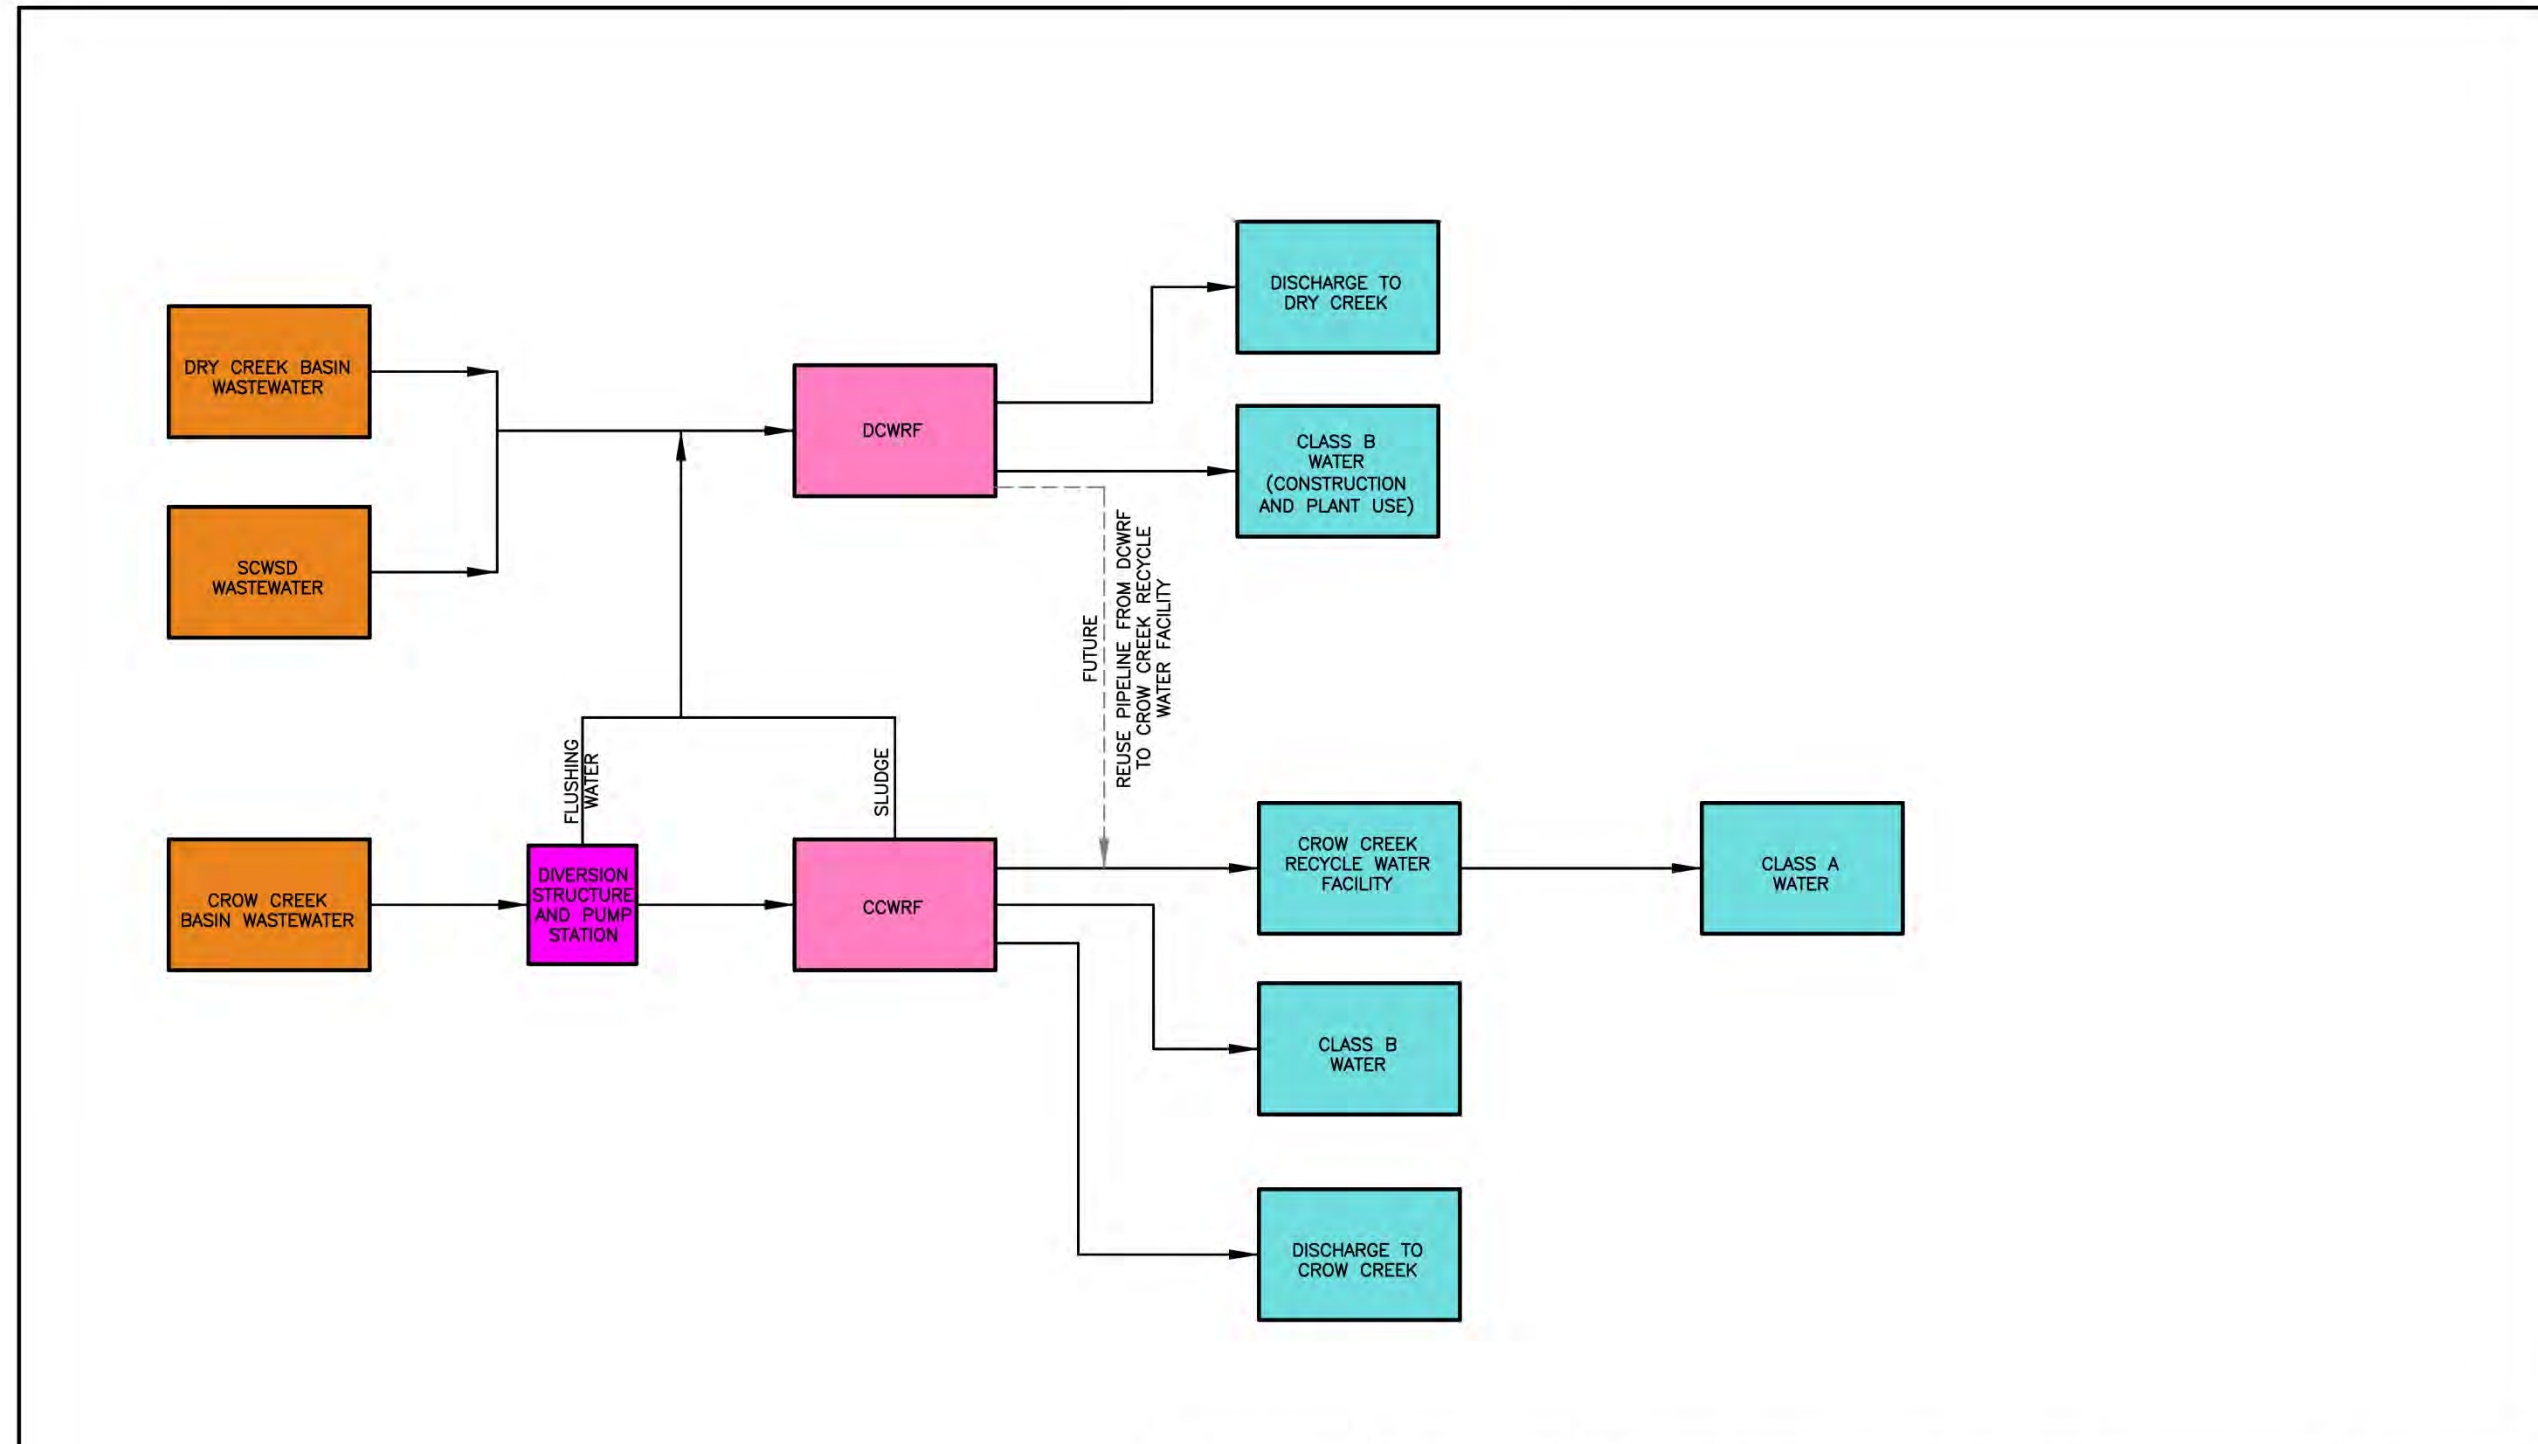 DISCHARGE TO
DRY CREEK
DRY CREEK BASIN
WASTEWATER
DCWRF
CLASS B
WATER
(CONSTRUCTION
AND PLANT USE)
SCWSD
WASTEWATER
FUTURE
REUSE PIPELINE FROM DCWRF
TO CROW CREEK RECYCLE
WATER FACILITY
FLUSHING
WATER
SLUDGE
CROW CREEK
BASIN WASTEWATER
DIVERSION
STRUCTURE
AND PUMP
STATION
CCWRF
CROW CREEK
RECYCLE WATER
FACILITY
CLASS A
WATER
CLASS B
WATER
DISCHARGE TO
CROW CREEK